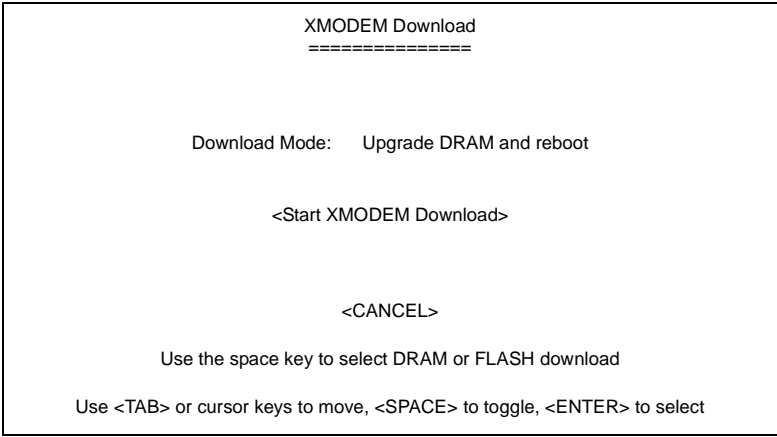 XMODEM Download
===============
Download Mode: Upgrade DRAM and reboot
<Start XMODEM Download>
<CANCEL>
Use the space key to select DRAM or FLASH download
Use <TAB> or cursor keys to move, <SPACE> to toggle, <ENTER> to select